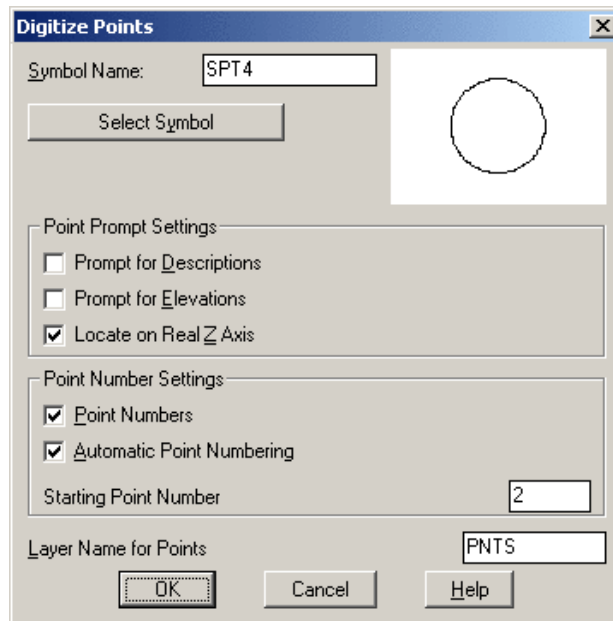 Digitize Points
Symbol Name: SPT4
Select Symbol
Point Prompt Settings
Prompt for Descriptions
Prompt for Elevations
Locate on Real Z Axis
Point Number Settings
Point Numbers
Automatic Point Numbering
Starting Point Number 2
Layer Name for Points PNTS
OK Cancel Help